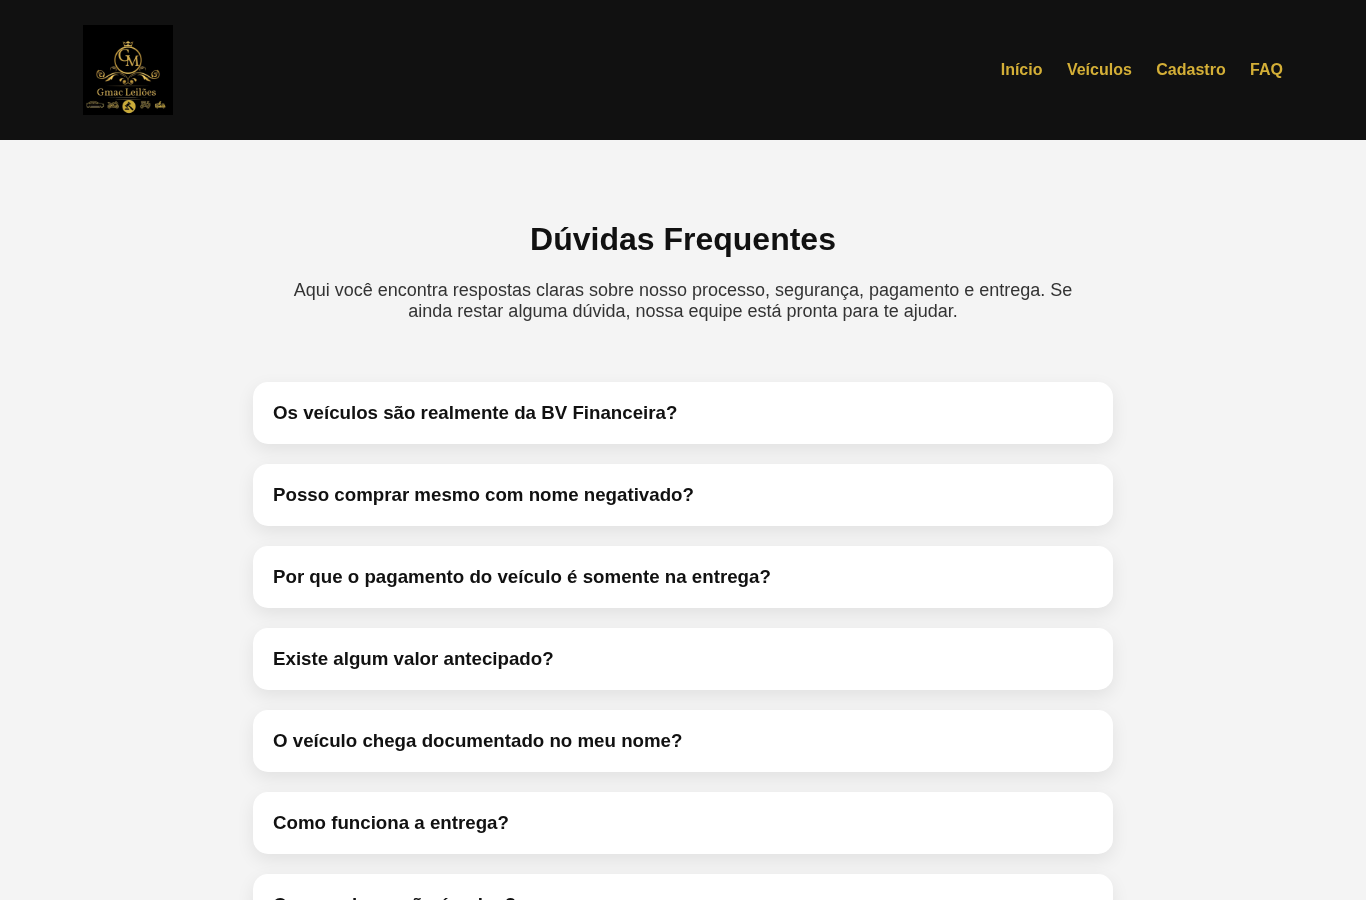 GM
Gmac Leilões
Início Veículos Cadastro FAQ
Dúvidas Frequentes
Aqui você encontra respostas claras sobre nosso processo, segurança, pagamento e entrega. Se
ainda restar alguma dúvida, nossa equipe está pronta para te ajudar.
Os veículos são realmente da BV Financeira?
Posso comprar mesmo com nome negativado?
Por que o pagamento do veículo é somente na entrega?
Existe algum valor antecipado?
O veículo chega documentado no meu nome?
Como funciona a entrega?